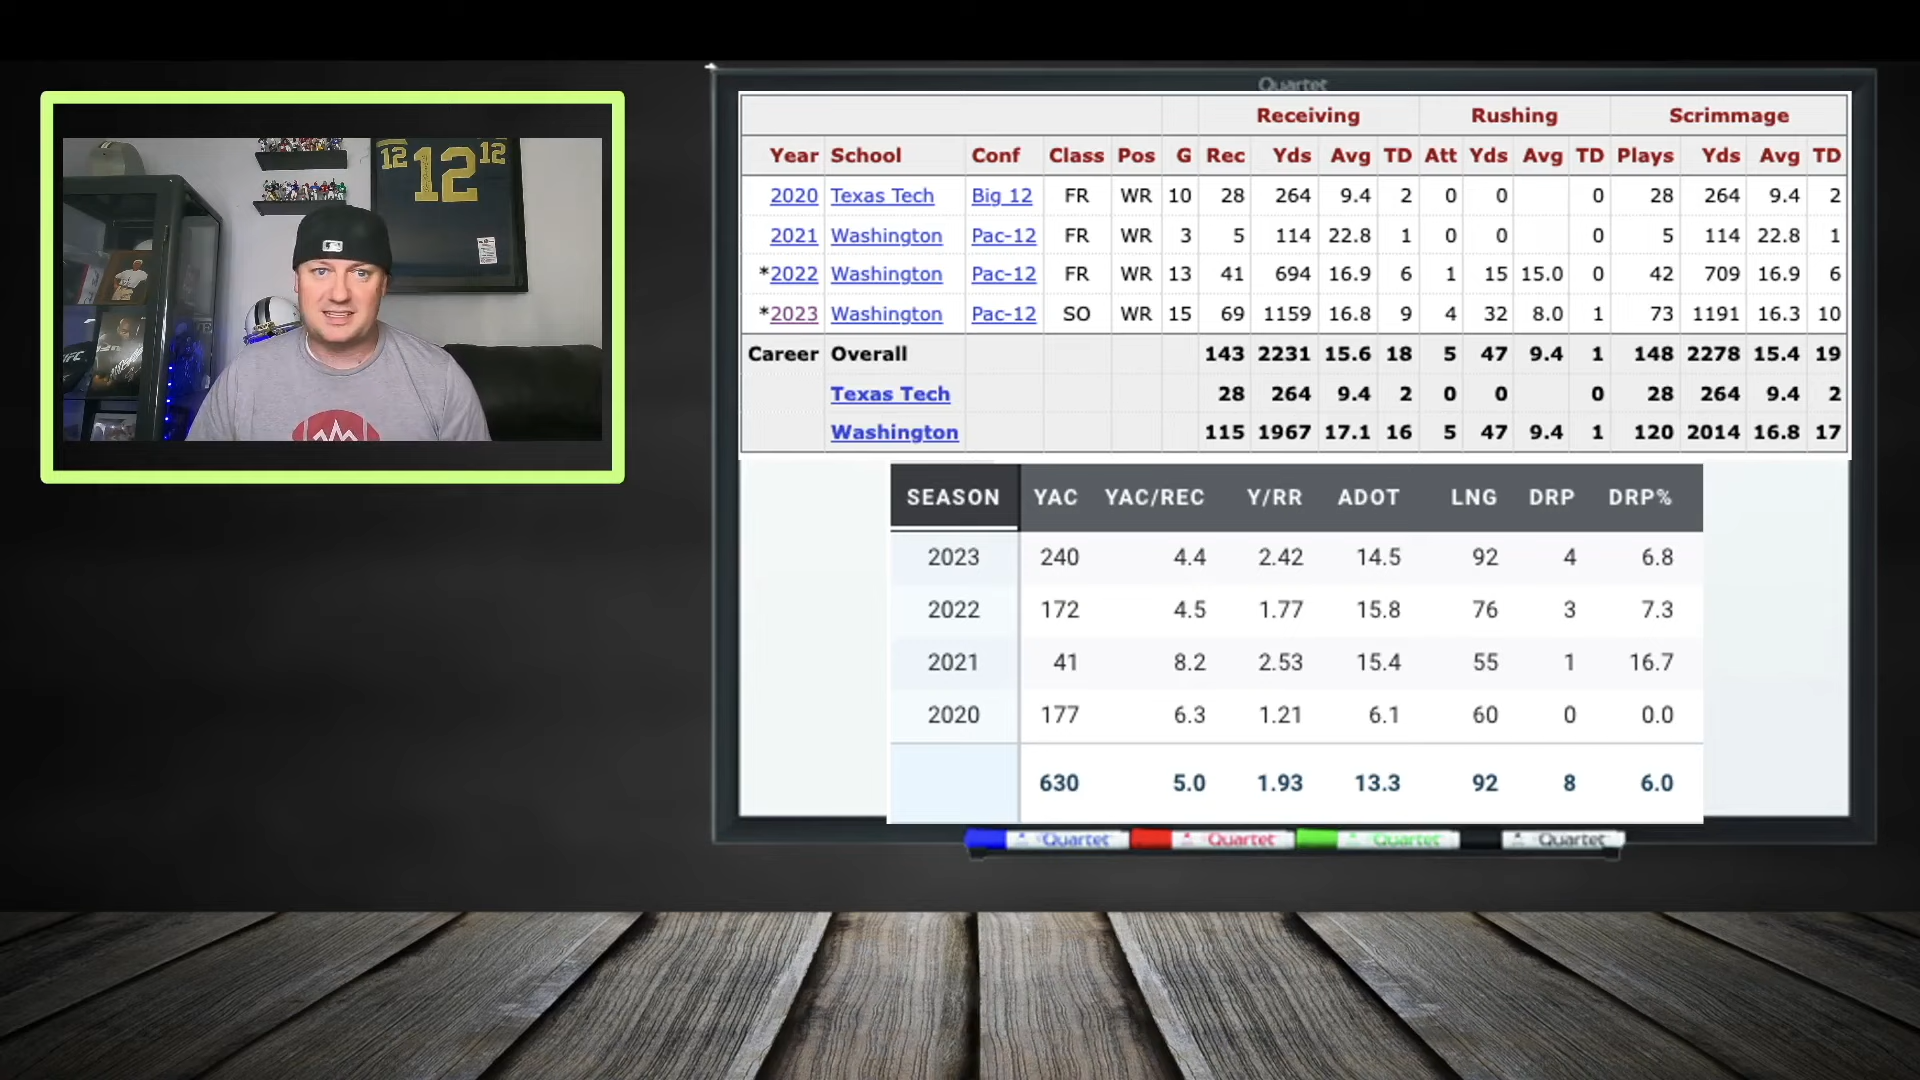 12 12 12
Quartet
Receiving Rushing Scrimmage
Year School Conf Class Pos G Rec Yds Avg TD Att Yds Avg TD Plays Yds Avg TD
2020 Texas Tech Big 12 FR WR 10 28 264 9.4 2 0 0 0 28 264 9.4 2
2021 Washington Pac-12 FR WR 3 5 114 22.8 1 0 0 0 5 114 22.8 1
*2022 Washington Pac-12 FR WR 13 41 694 16.9 6 1 15 15.0 0 42 709 16.9 6
*2023 Washington Pac-12 SO WR 15 69 1159 16.8 9 4 32 8.0 1 73 1191 16.3 10
Career Overall 143 2231 15.6 18 5 47 9.4 1 148 2278 15.4 19
Texas Tech 28 264 9.4 2 0 0 0 28 264 9.4 2
Washington 115 1967 17.1 16 5 47 9.4 1 120 2014 16.8 17
SEASON YAC YAC/REC Y/RR ADOT LNG DRP DRP%
2023 240 4.4 2.42 14.5 92 4 6.8
2022 172 4.5 1.77 15.8 76 3 7.3
2021 41 8.2 2.53 15.4 55 1 16.7
2020 177 6.3 1.21 6.1 60 0 0.0
630 5.0 1.93 13.3 92 8 6.0
Quartet Quartet Quartet Quartet